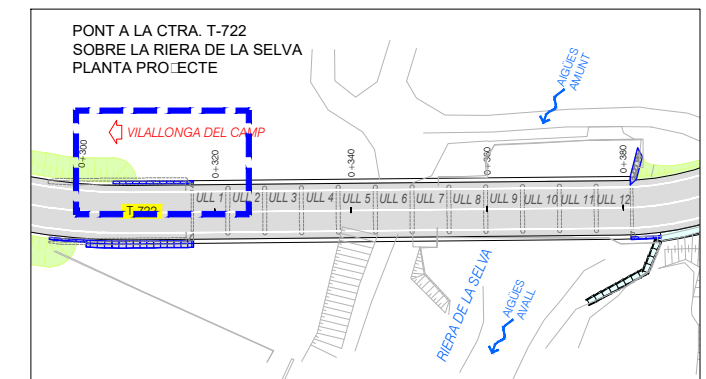 PONT A LA CTRA. T-722
SOBRE LA RIERA DE LA SELVA
PLANTA PRO□ECTE
AIGÜES
AMUNT
VILALLONGA DEL CAMP
0+300
0+320
0+340
0+360
0+380
ULL 1
ULL 2
ULL 3
ULL 4
ULL 5
ULL 6
ULL 7
ULL 8
ULL 9
ULL 10
ULL 11
ULL 12
T-722
RIERA DE LA SELVA
AIGÜES
AVALL